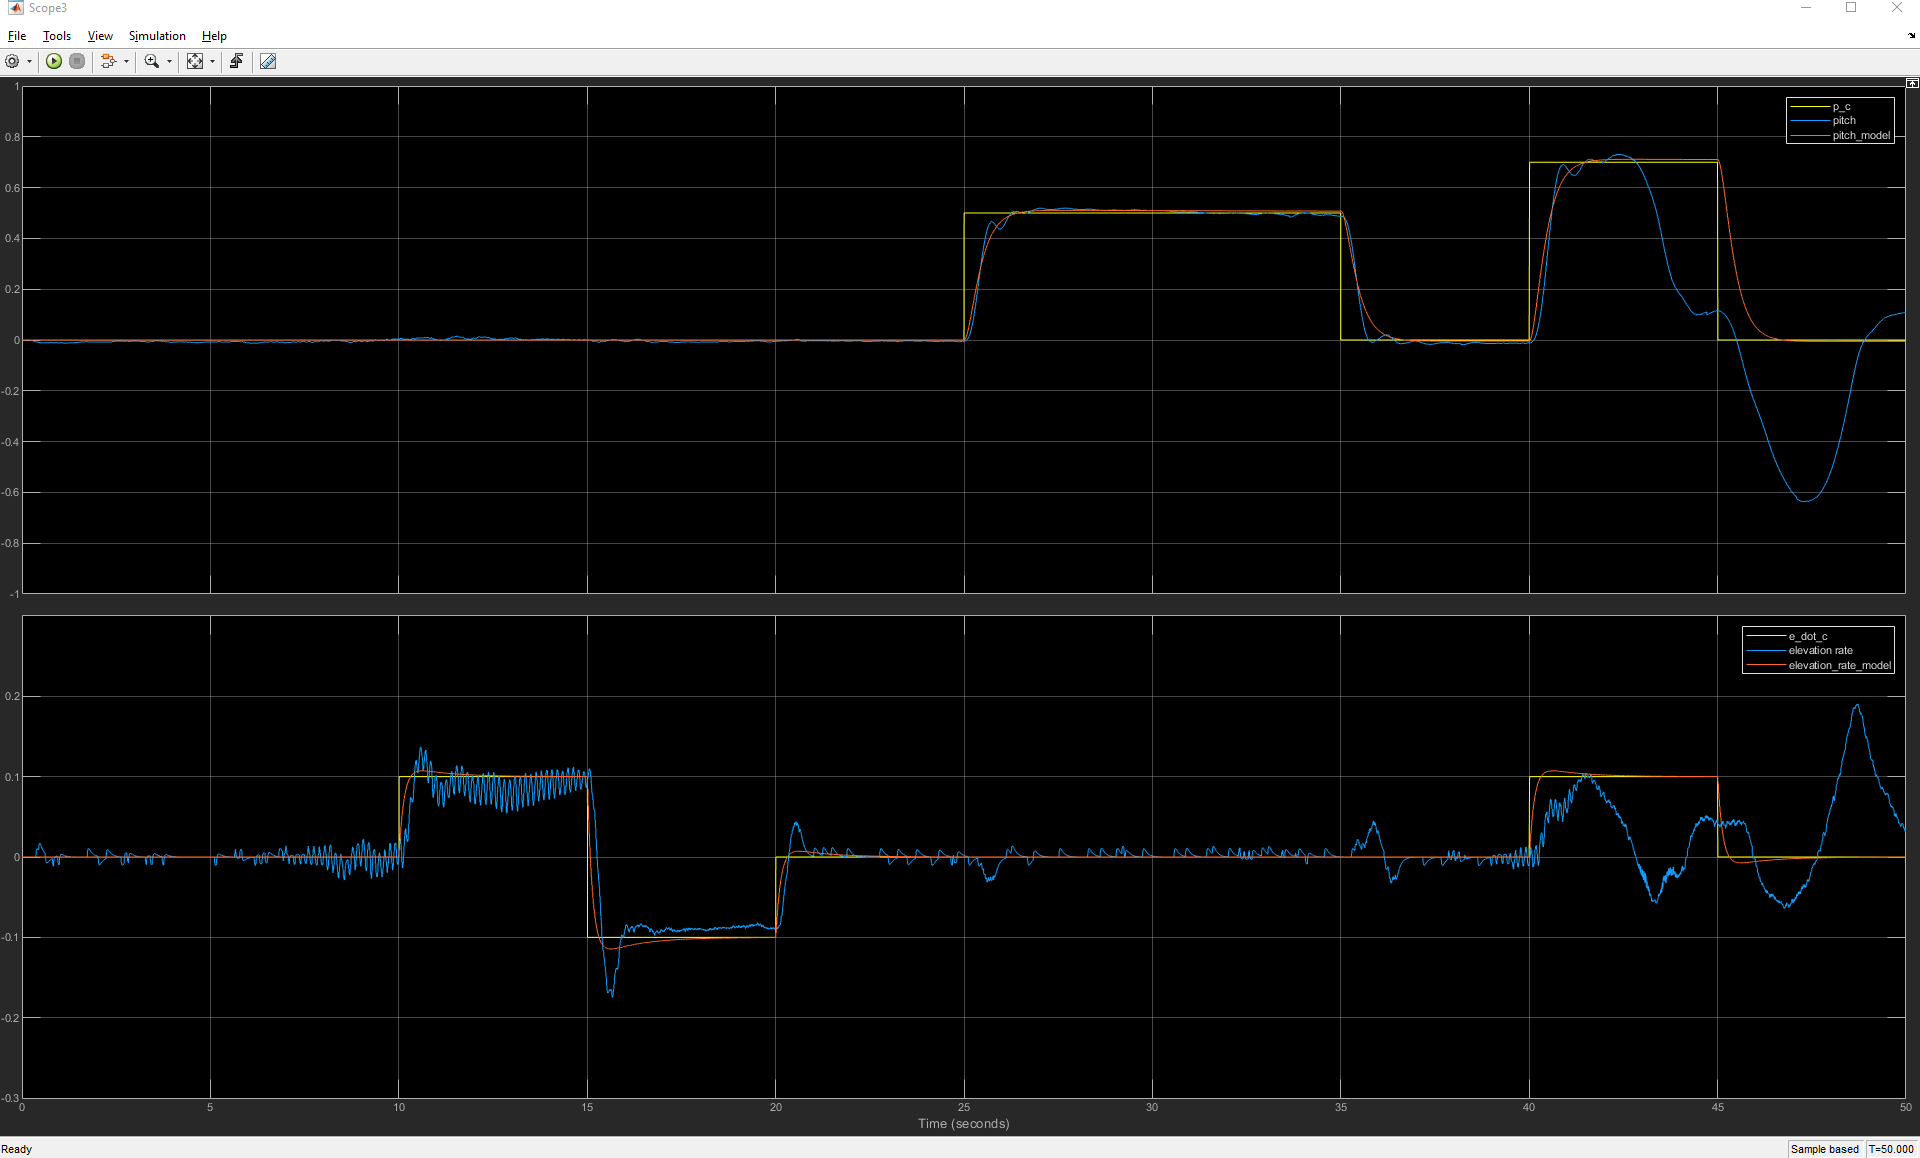 Scope3
File Tools View Simulation Help
1
0.8
0.6
0.4
0.2
0
-0.2
-0.4
-0.6
-0.8
-1
p_c
pitch
pitch_model
0.2
0.1
0
-0.1
-0.2
-0.3
e_dot_c
elevation rate
elevation_rate_model
0 5 10 15 20 25 30 35 40 45 50
Time (seconds)
Ready Sample based T=50.000